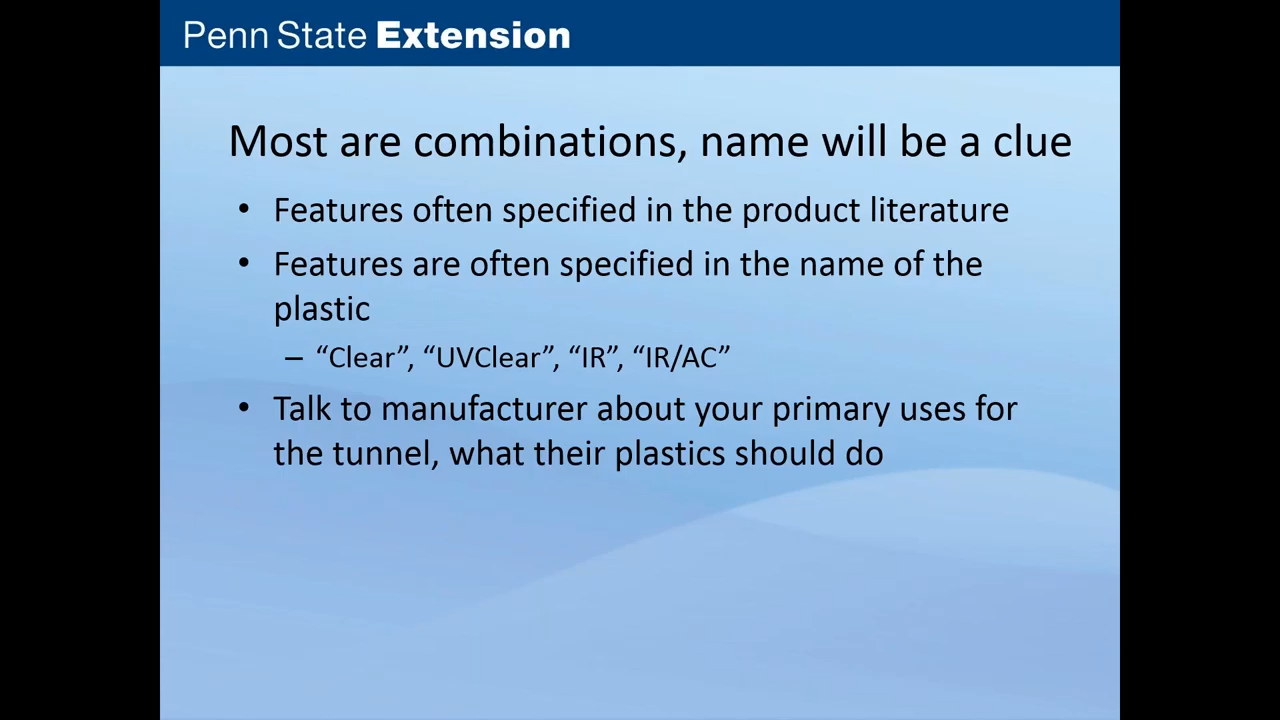 Penn State Extension
Most are combinations, name will be a clue
• Features often specified in the product literature
• Features are often specified in the name of the
plastic
– “Clear”, “UVClear”, “IR”, “IR/AC”
• Talk to manufacturer about your primary uses for
the tunnel, what their plastics should do